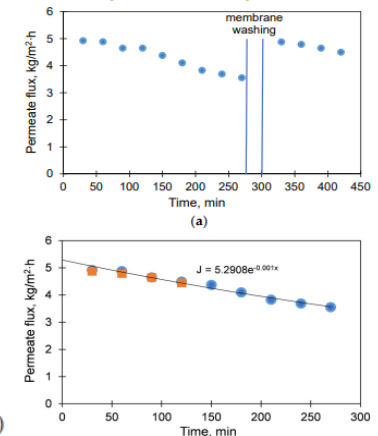 membrane
washing
Permeate flux, kg/m²·h
6
5
4
3
2
1
0
0 50 100 150 200 250 300 350 400 450
Time, min
(a)
Permeate flux, kg/m²·h
6
5
4
3
2
1
0
J = 5.2908e^-0.001x
0 50 100 150 200 250 300
Time, min
)